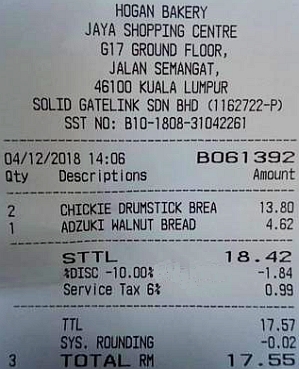 HOGAN BAKERY
JAYA SHOPPING CENTRE
G17 GROUND FLOOR,
JALAN SEMANGAT,
46100 KUALA LUMPUR
SOLID GATELINK SDN BHD (1162722-P)
SST NO: B10-1808-31042261
04/12/2018 14:06 B061392
Qty Descriptions Amount
2 CHICKIE DRUMSTICK BREA 13.80
1 ADZUKI WALNUT BREAD 4.62
STTL 18.42
%DISC -10.00% -1.84
Service Tax 6% 0.99
TTL 17.57
SYS. ROUNDING -0.02
3 TOTAL RM 17.55